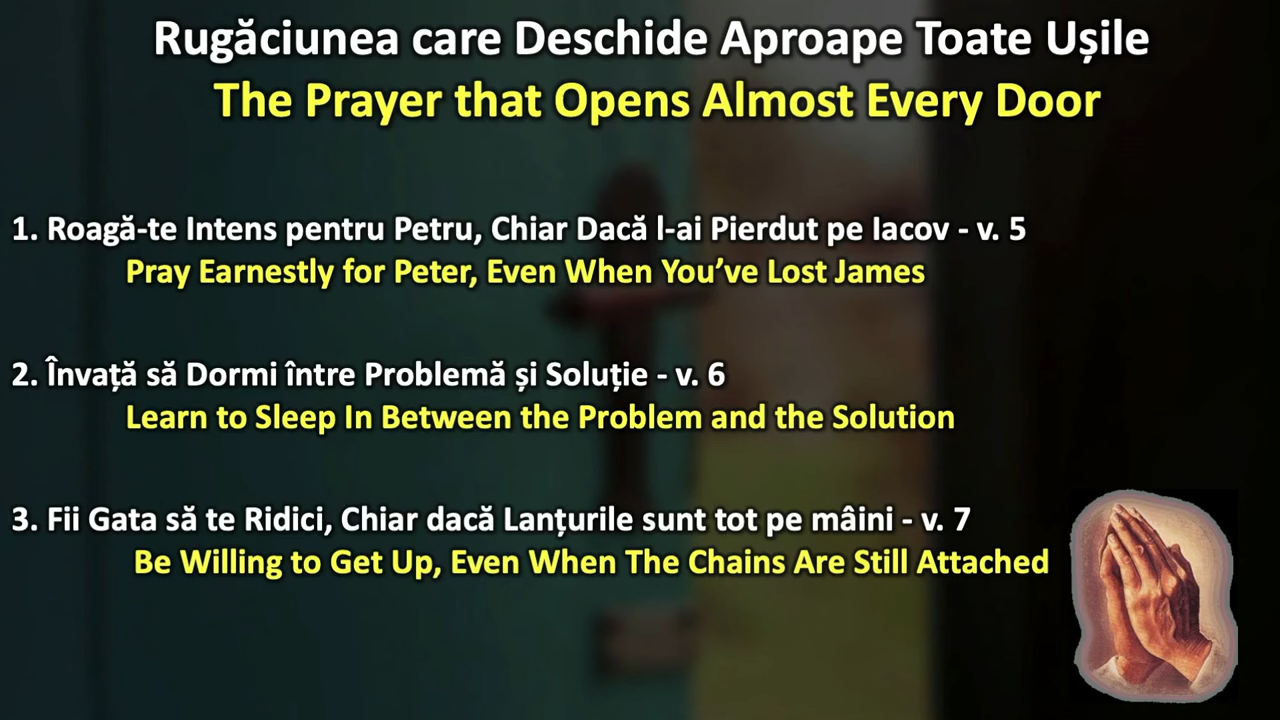 Rugăciunea care Deschide Aproape Toate Ușile
The Prayer that Opens Almost Every Door
1. Roagă-te Intens pentru Petru, Chiar Dacă l-ai Pierdut pe Iacov - v. 5
Pray Earnestly for Peter, Even When You’ve Lost James
2. Învață să Dormi între Problemă și Soluție - v. 6
Learn to Sleep In Between the Problem and the Solution
3. Fii Gata să te Ridici, Chiar dacă Lanțurile sunt tot pe mâini - v. 7
Be Willing to Get Up, Even When The Chains Are Still Attached